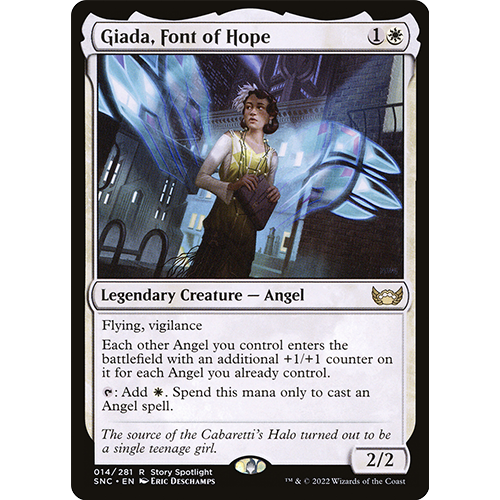 Giada, Font of Hope 1
Legendary Creature — Angel
Flying, vigilance
Each other Angel you control enters the
battlefield with an additional +1/+1 counter
on it for each Angel you already control.
: Add . Spend this mana only to cast an
Angel spell.
The source of the Cabaretti's Halo turned out to be
a single teenage girl.
2/2
014/281 R Story Spotlight
SNC • EN Eric Deschamps
™ & © 2022 Wizards of the Coast